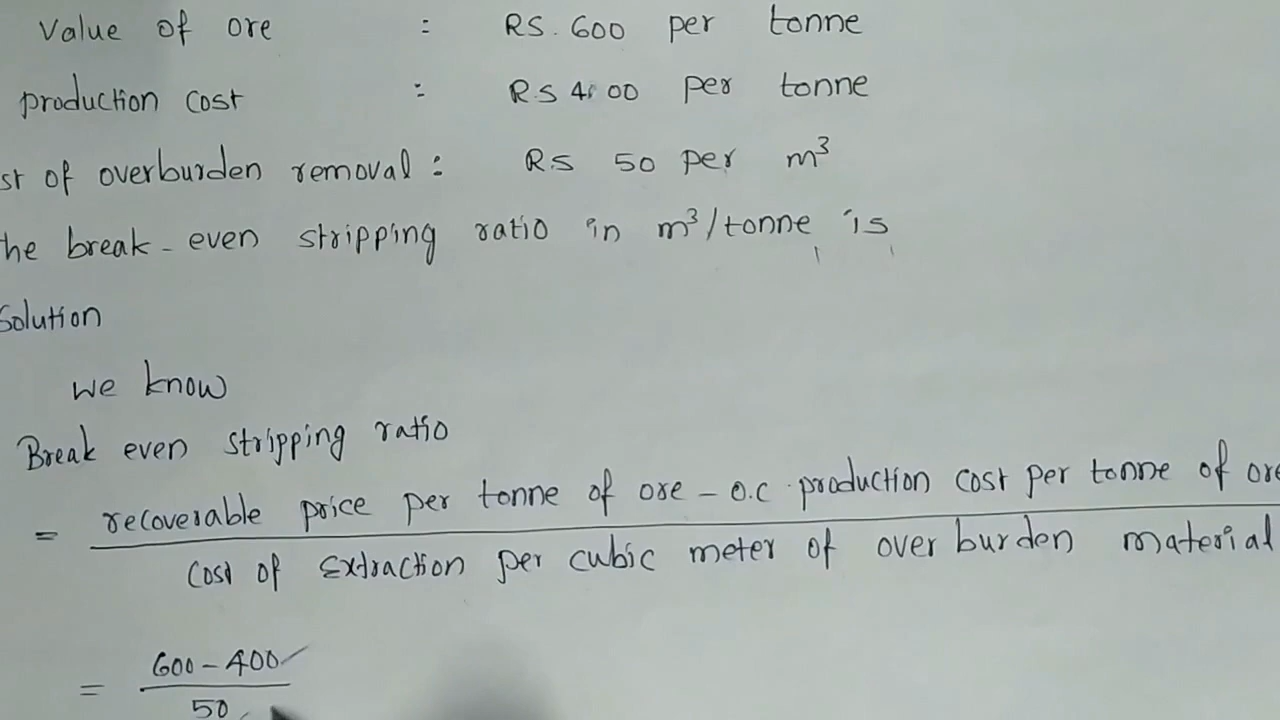 Value of ore : RS. 600 per tonne
production cost : RS 400 per tonne
st of overburden removal : RS 50 per m³
he break-even stripping ratio in m³/tonne is
Solution
we know
Break even stripping ratio
= recoverable price per tonne of ore - o.c. production cost per tonne of ore
cost of Extraction per cubic meter of over burden material
= 600 - 400
50